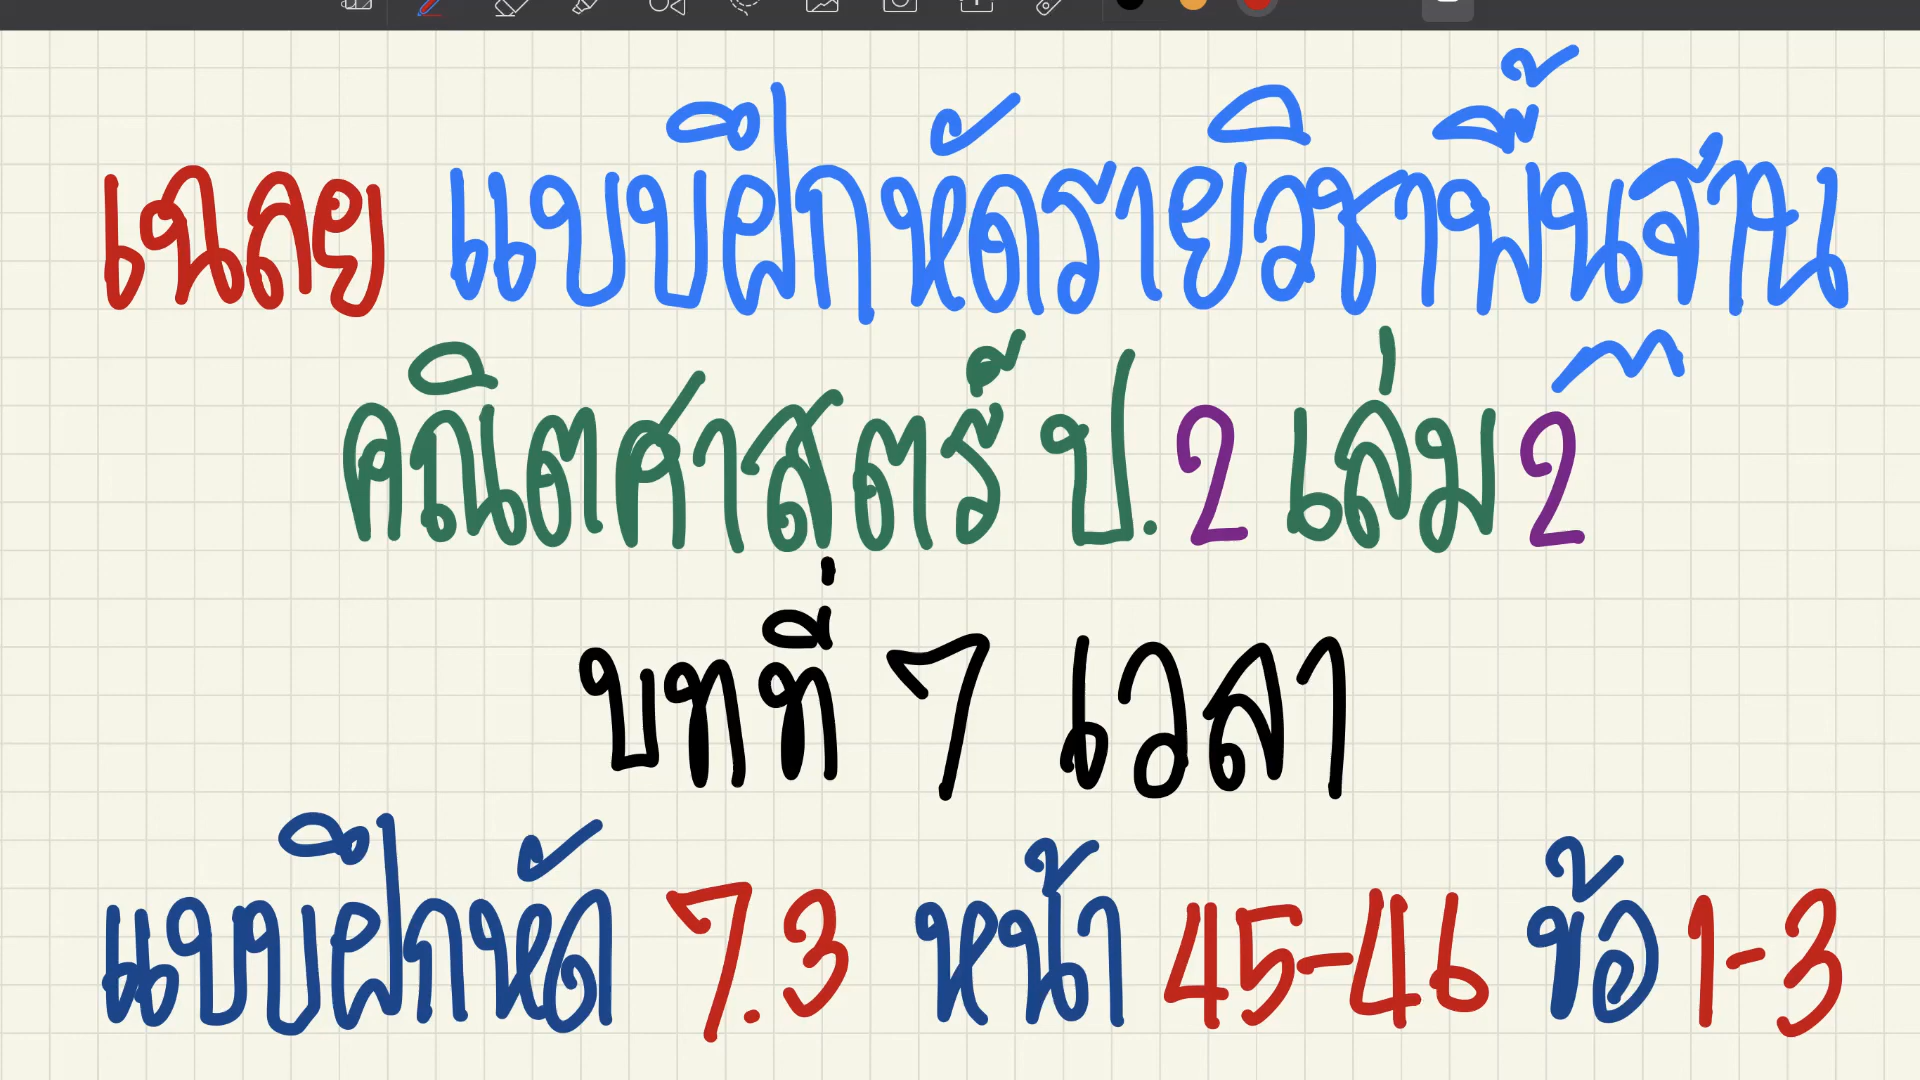 เฉลย แบบฝึกหัดรายวิชาพื้นฐาน
คณิตศาสตร์ ป.2 เล่ม 2
บทที่ 7 เวลา
แบบฝึกหัด 7.3 หน้า 45-46 ข้อ 1-3